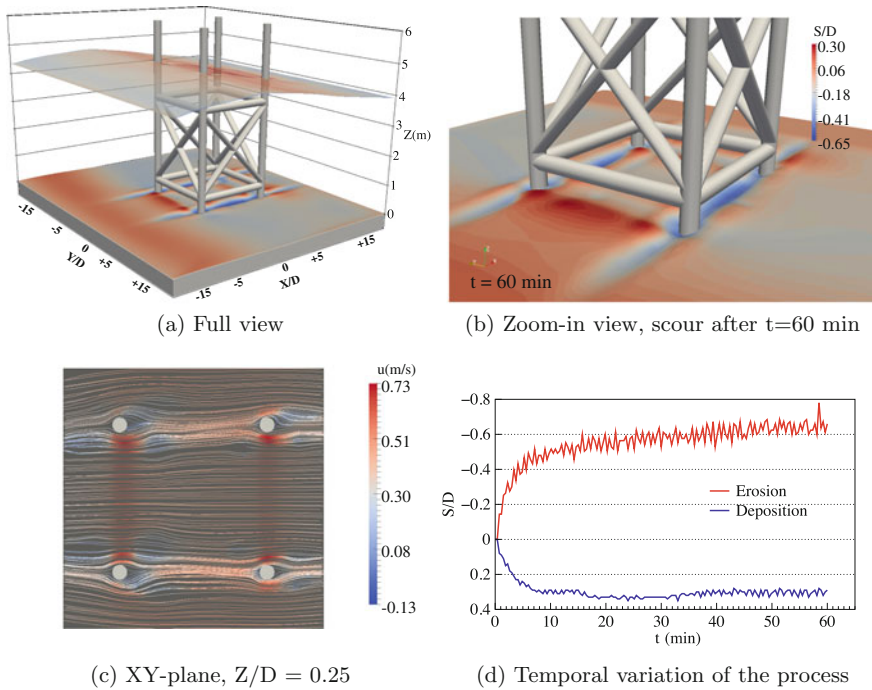 6
5
4
Z(m)
3
2
1
0
-15
-5
0
+5
+15
Y/D
-15
-5
0
+5
+15
X/D
(a) Full view
S/D
0.30
0.06
-0.18
-0.41
-0.65
t = 60 min
(b) Zoom-in view, scour after t=60 min
u(m/s)
0.73
0.51
0.30
0.08
-0.13
(c) XY-plane, Z/D = 0.25
−0.8
−0.6
−0.4
−0.2
0
0.2
0.4
S/D
Erosion
Deposition
0 10 20 30 40 50 60
t (min)
(d) Temporal variation of the process